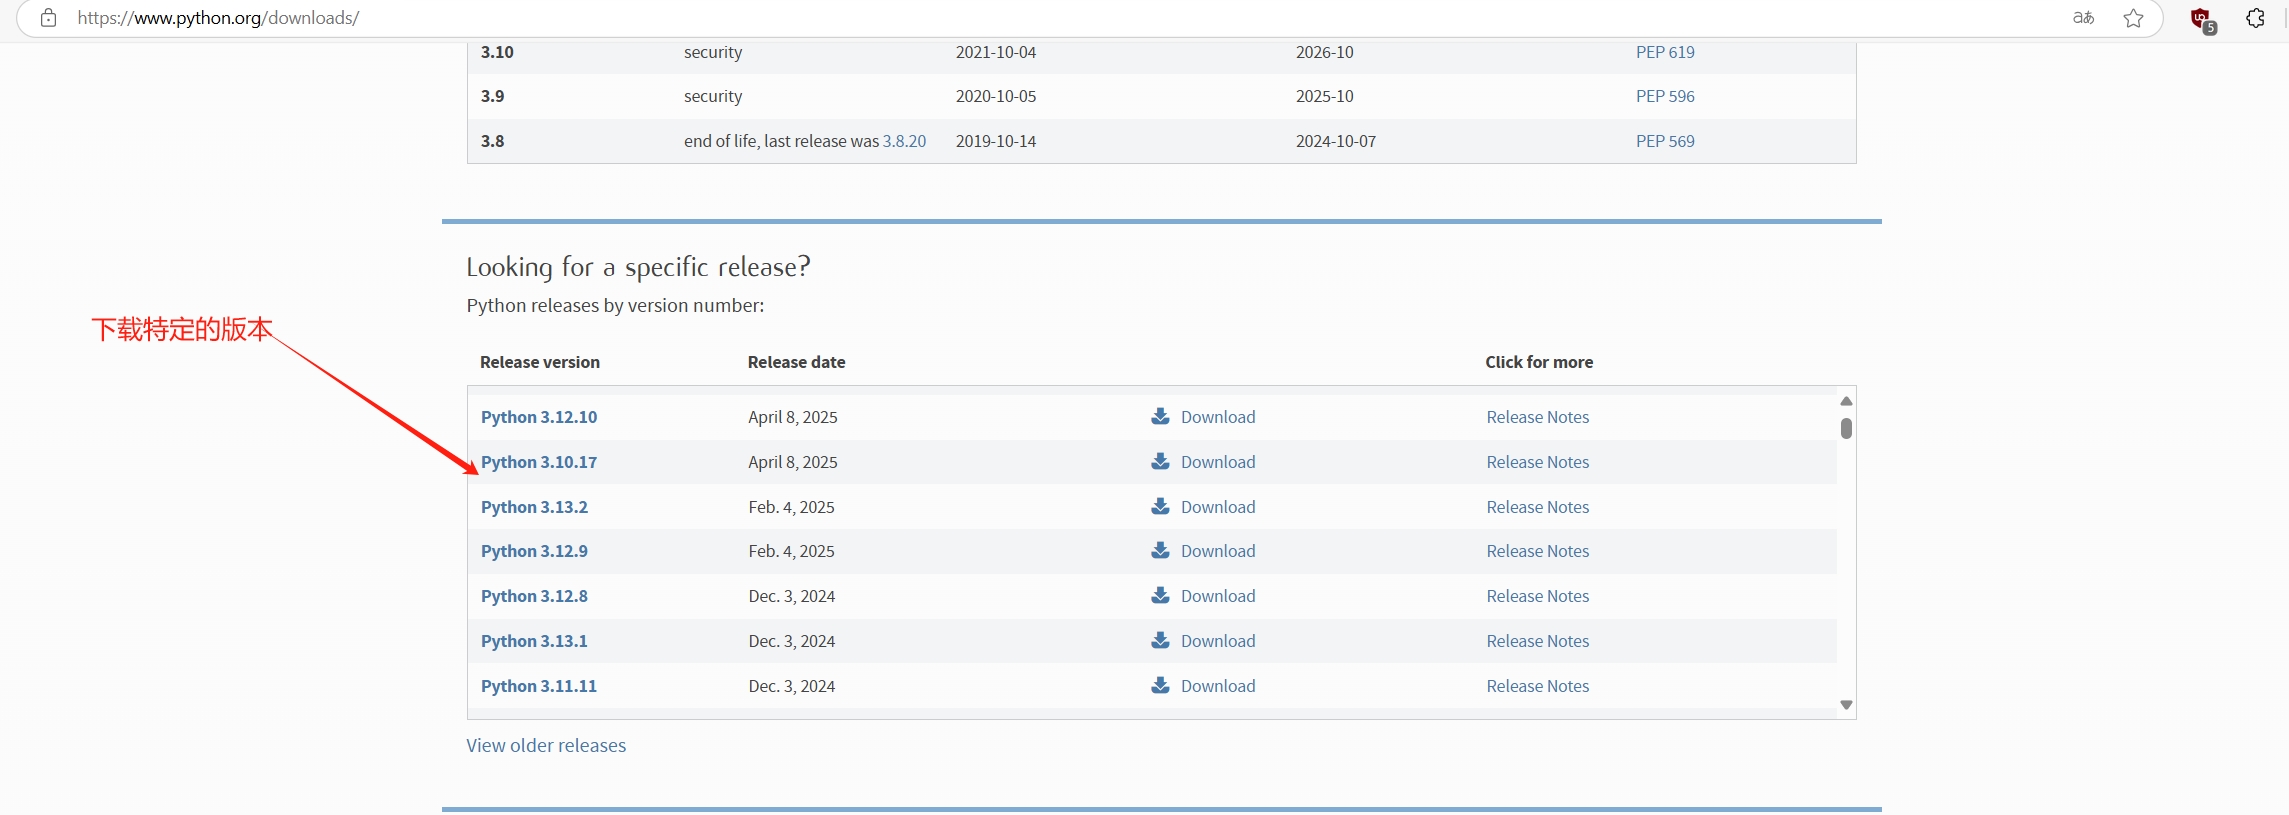 https://www.python.org/downloads/
aあ
5
3.10 security 2021-10-04 2026-10 PEP 619
3.9 security 2020-10-05 2025-10 PEP 596
3.8 end of life, last release was 3.8.20 2019-10-14 2024-10-07 PEP 569
Looking for a specific release?
Python releases by version number:
下载特定的版本
Release version Release date Click for more
Python 3.12.10 April 8, 2025 Download Release Notes
Python 3.10.17 April 8, 2025 Download Release Notes
Python 3.13.2 Feb. 4, 2025 Download Release Notes
Python 3.12.9 Feb. 4, 2025 Download Release Notes
Python 3.12.8 Dec. 3, 2024 Download Release Notes
Python 3.13.1 Dec. 3, 2024 Download Release Notes
Python 3.11.11 Dec. 3, 2024 Download Release Notes
View older releases